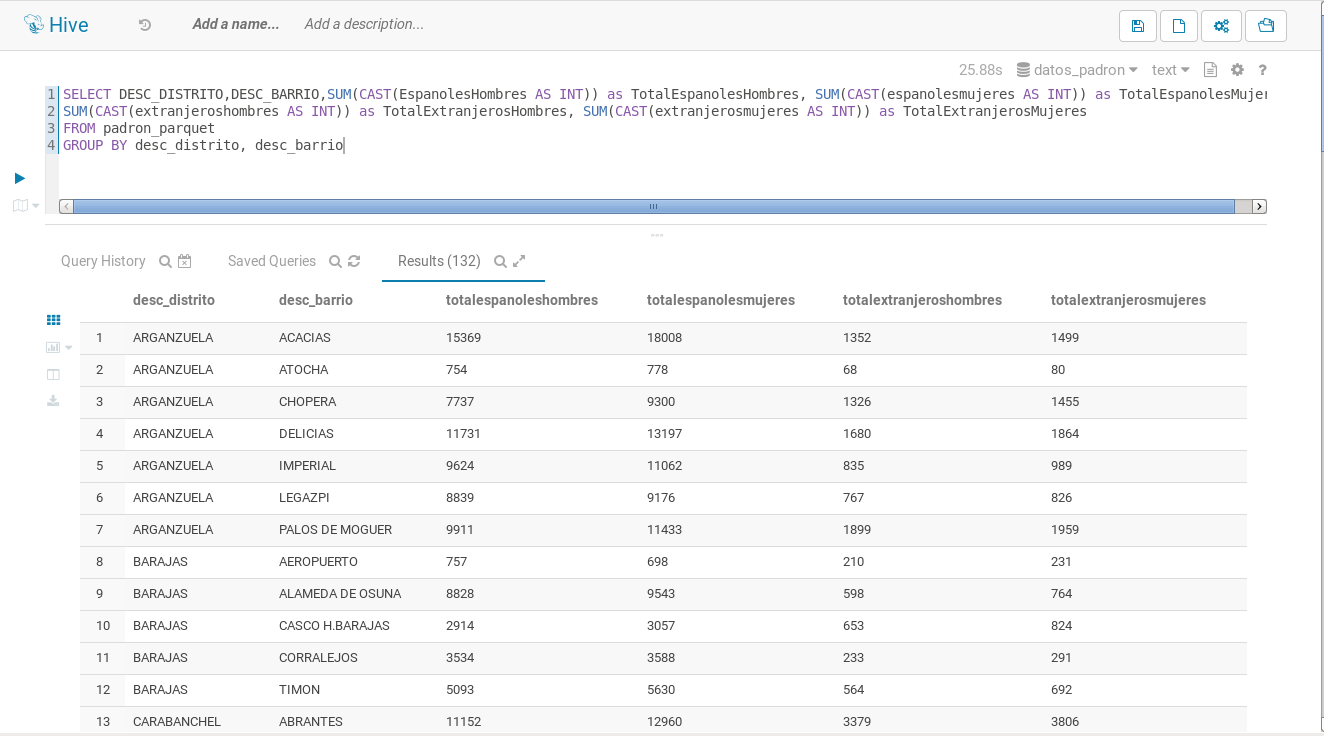 Hive Add a name... Add a description...
25.88s datos_padron text ?
1 SELECT DESC_DISTRITO,DESC_BARRIO,SUM(CAST(EspanolesHombres AS INT)) as TotalEspanolesHombres, SUM(CAST(espanolesmujeres AS INT)) as TotalEspanolesMujer
2 SUM(CAST(extranjeroshombres AS INT)) as TotalExtranjerosHombres, SUM(CAST(extranjerosmujeres AS INT)) as TotalExtranjerosMujeres
3 FROM padron_parquet
4 GROUP BY desc_distrito, desc_barrio
Query History Saved Queries Results (132)
desc_distrito desc_barrio totalespanoleshombres totalespanolesmujeres totalextranjeroshombres totalextranjerosmujeres
1 ARGANZUELA ACACIAS 15369 18008 1352 1499
2 ARGANZUELA ATOCHA 754 778 68 80
3 ARGANZUELA CHOPERA 7737 9300 1326 1455
4 ARGANZUELA DELICIAS 11731 13197 1680 1864
5 ARGANZUELA IMPERIAL 9624 11062 835 989
6 ARGANZUELA LEGAZPI 8839 9176 767 826
7 ARGANZUELA PALOS DE MOGUER 9911 11433 1899 1959
8 BARAJAS AEROPUERTO 757 698 210 231
9 BARAJAS ALAMEDA DE OSUNA 8828 9543 598 764
10 BARAJAS CASCO H.BARAJAS 2914 3057 653 824
11 BARAJAS CORRALEJOS 3534 3588 233 291
12 BARAJAS TIMON 5093 5630 564 692
13 CARABANCHEL ABRANTES 11152 12960 3379 3806